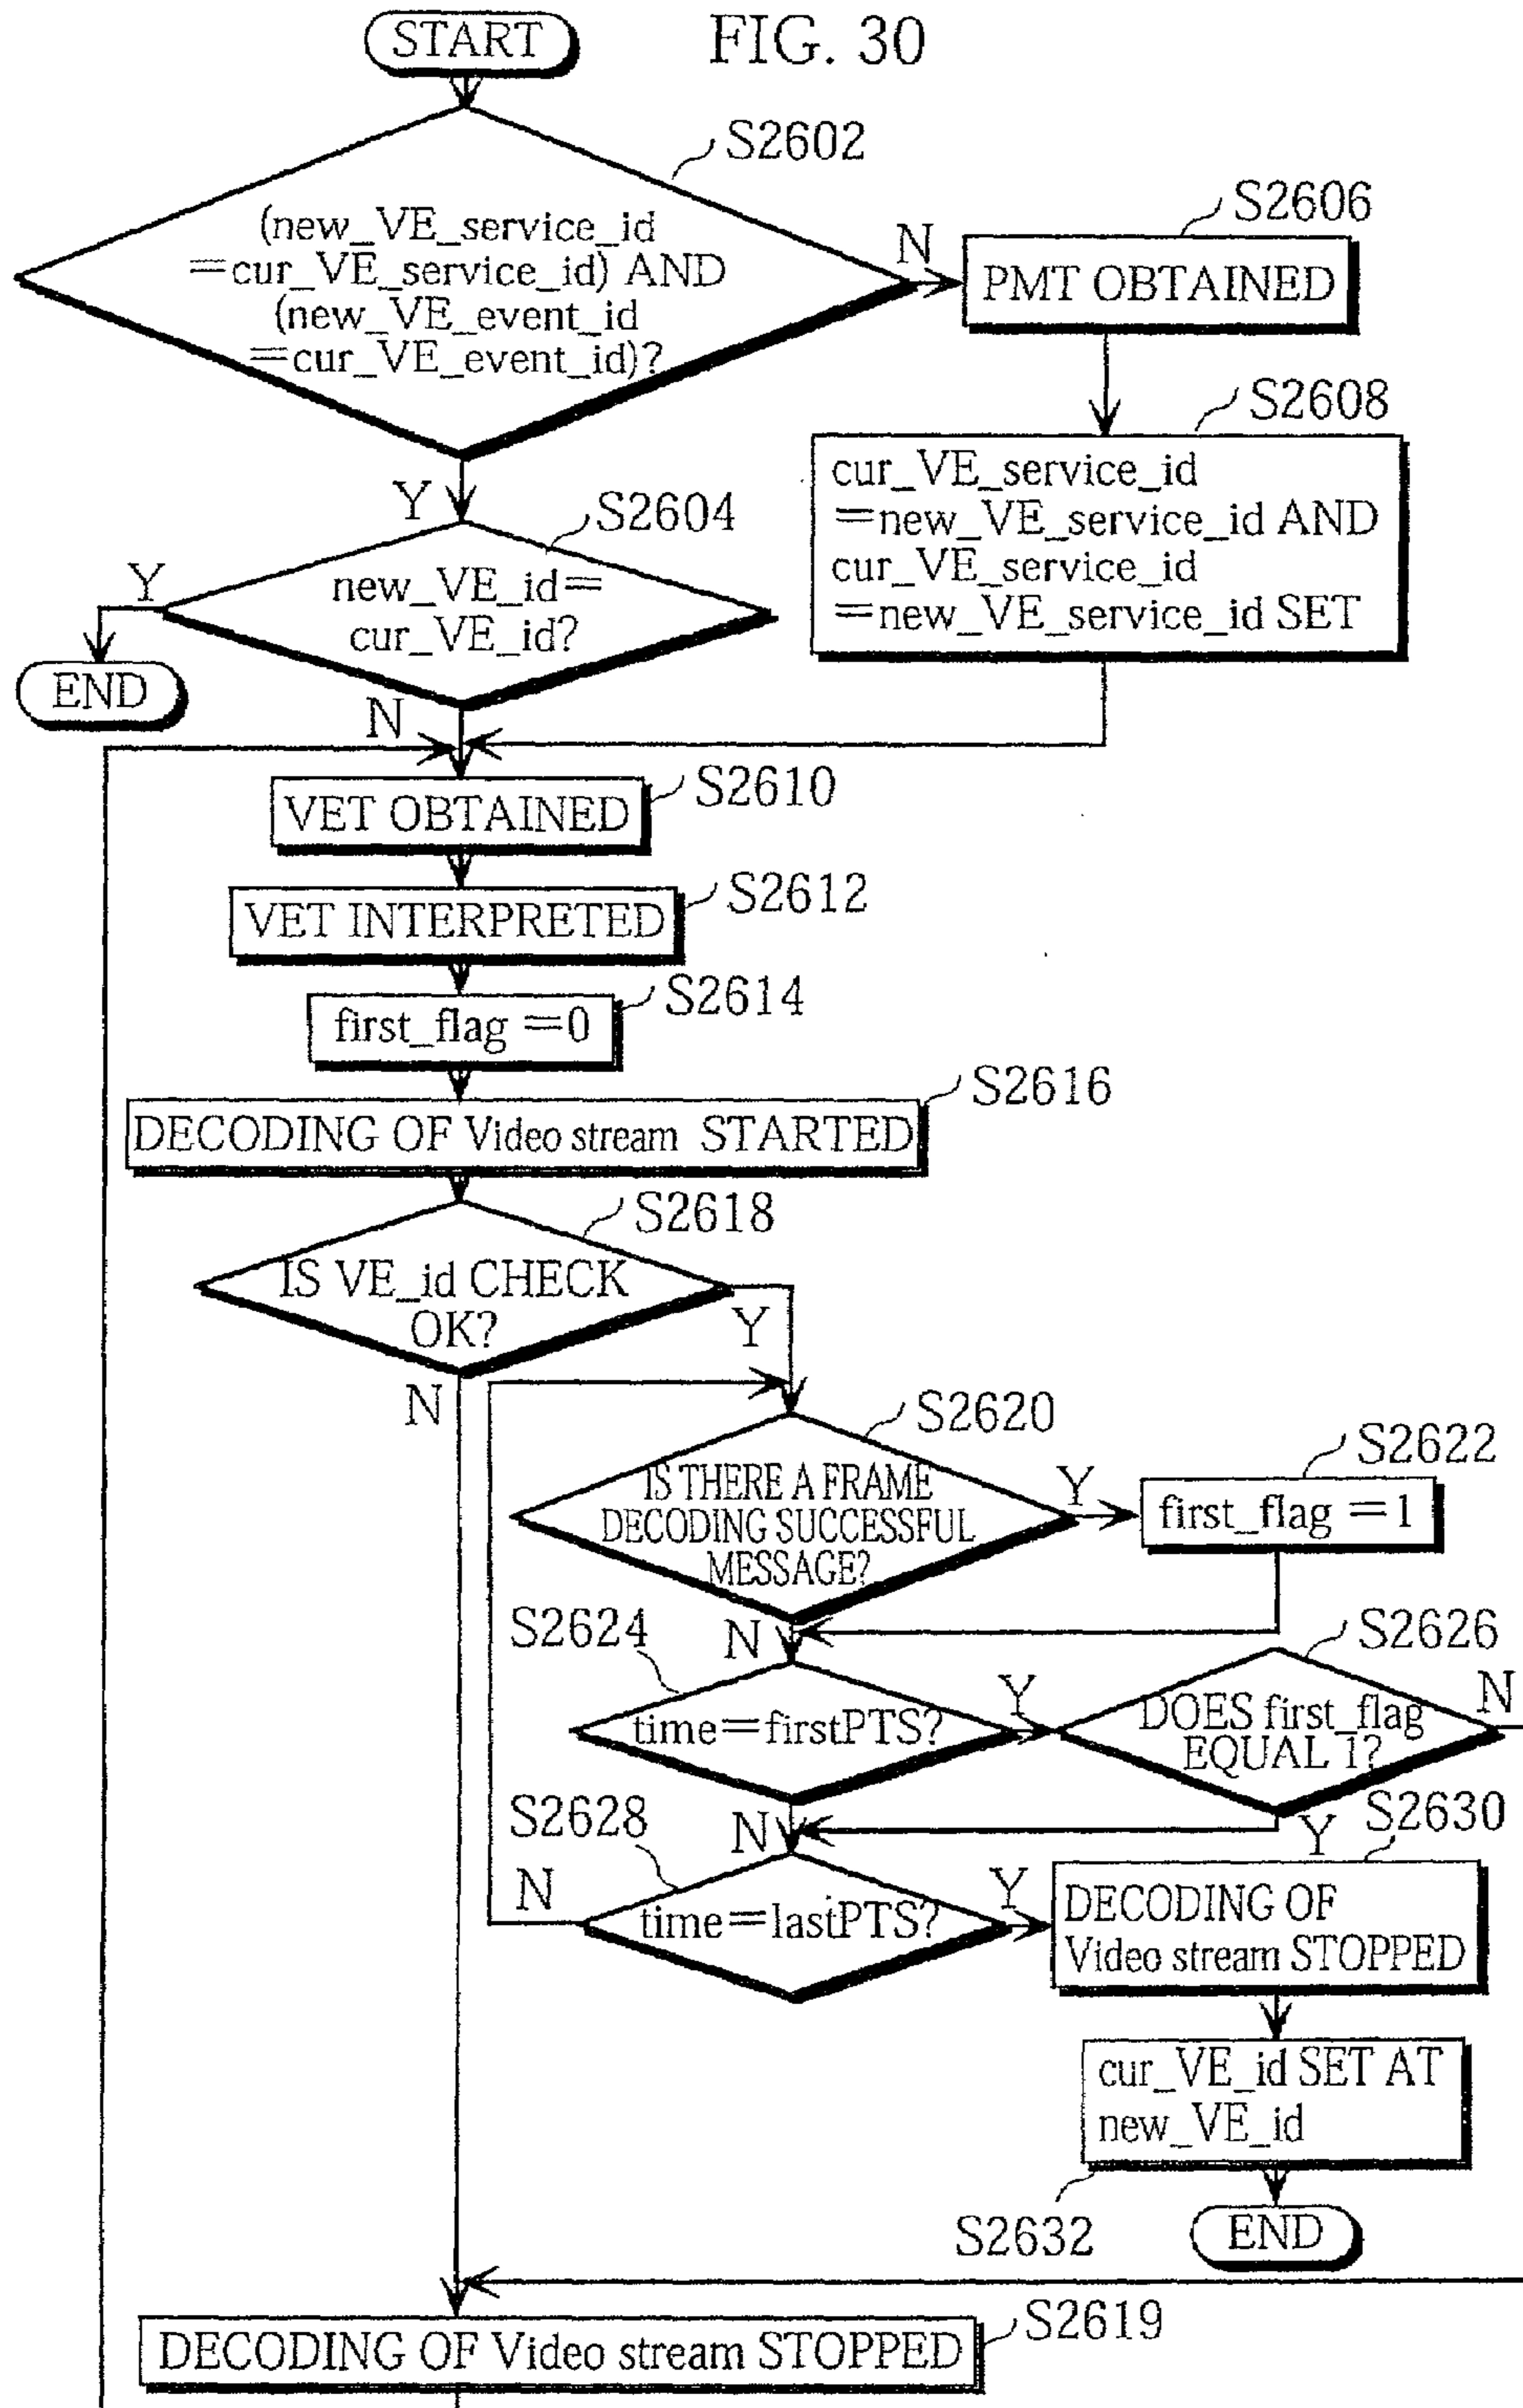 FIG. 30
START
S2602
(new_VE_service_id
=cur_VE_service_id) AND
(new_VE_event_id
=cur_VE_event_id)?
N
S2606
PMT OBTAINED
S2608
cur_VE_service_id
=new_VE_service_id AND
cur_VE_service_id
=new_VE_service_id SET
Y
S2604
new_VE_id=
cur_VE_id?
Y
END
N
VET OBTAINED
S2610
VET INTERPRETED
S2612
first_flag=0
S2614
DECODING OF Video stream STARTED
S2616
S2618
IS VE_id CHECK
OK?
Y
N
S2620
IS THERE A FRAME
DECODING SUCCESSFUL
MESSAGE?
Y
S2622
first_flag=1
N
S2624
time=firstPTS?
Y
S2626
DOES first_flag
EQUAL 1?
N
N
Y
S2628
time=lastPTS?
N
Y
S2630
DECODING OF
Video stream STOPPED
cur_VE_id SET AT
new_VE_id
S2632
END
DECODING OF Video stream STOPPED
S2619